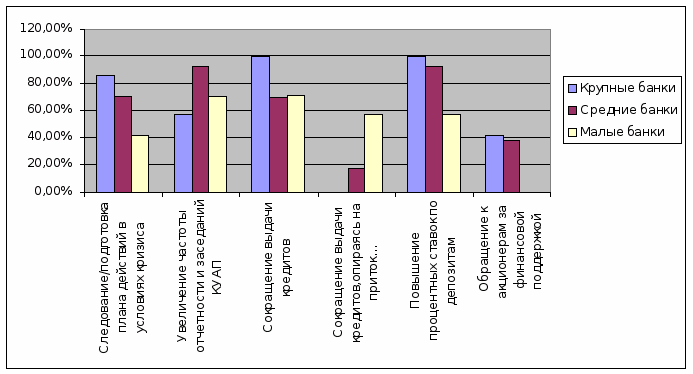 120,00%
100,00%
80,00%
60,00%
40,00%
20,00%
0,00%
Крупные банки
Средние банки
Малые банки
Следование/подготовка
плана действий в
условиях кризиса
Увеличение частоты
отчетности и заседаний
КУАП
Сокращение выдачи
кредитов
Сокращение выдачи
кредитов,опираясь на
приток...
Повышение
процентных ставок по
депозитам
Обращение к
акционерам за
финансовой
поддержкой